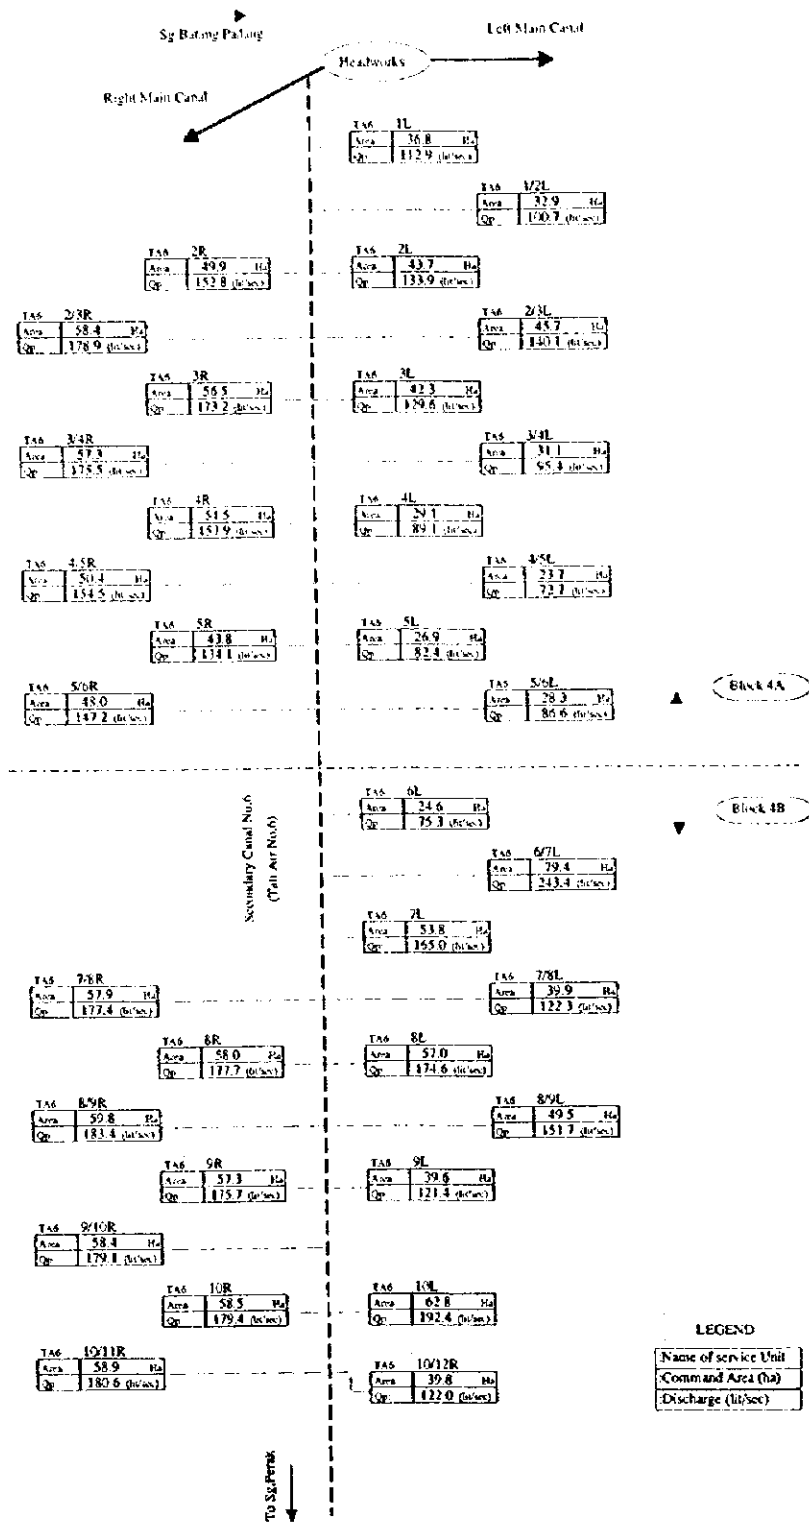 Sg Batang Padang
Left Main Canal
Headworks
Right Main Canal
TA6 1L
Area 36.8 Ha
Qp 112.9 (lit/sec)
TA6 1/2L
Area 32.9 Ha
Qp 100.7 (lit/sec)
TA6 2R
Area 49.9 Ha
Qp 152.8 (lit/sec)
TA6 2L
Area 43.7 Ha
Qp 133.9 (lit/sec)
TA6 2/3R
Area 58.4 Ha
Qp 178.9 (lit/sec)
TA6 2/3L
Area 45.7 Ha
Qp 140.1 (lit/sec)
TA6 3R
Area 56.5 Ha
Qp 173.2 (lit/sec)
TA6 3L
Area 42.3 Ha
Qp 129.6 (lit/sec)
TA6 3/4R
Area 57.3 Ha
Qp 175.5 (lit/sec)
TA6 3/4L
Area 31.1 Ha
Qp 95.4 (lit/sec)
TA6 4R
Area Ha
Qp 153.9 (lit/sec)
TA6 4L
Area 29.1 Ha
Qp 89.1 (lit/sec)
TA6 4/5R
Area 50.4 Ha
Qp 154.5 (lit/sec)
TA6 4/5L
Area 23.7 Ha
Qp 72.7 (lit/sec)
TA6 5R
Area 43.8 Ha
Qp 134.1 (lit/sec)
TA6 5L
Area 26.9 Ha
Qp 82.4 (lit/sec)
TA6 5/6R
Area 48.0 Ha
Qp 147.2 (lit/sec)
TA6 5/6L
Area 28.3 Ha
Qp 86.6 (lit/sec)
Block 4A
Secondary Canal No.6
(Tali Air No.6)
TA6 6L
Area 24.6 Ha
Qp 75.3 (lit/sec)
Block 4B
TA6 6/7L
Area 79.4 Ha
Qp 243.4 (lit/sec)
TA6 7L
Area 53.8 Ha
Qp 165.0 (lit/sec)
TA6 7/8R
Area 57.9 Ha
Qp 177.4 (lit/sec)
TA6 7/8L
Area 39.9 Ha
Qp 122.3 (lit/sec)
TA6 8R
Area 58.0 Ha
Qp 177.7 (lit/sec)
TA6 8L
Area 57.0 Ha
Qp 174.6 (lit/sec)
TA6 8/9R
Area 59.8 Ha
Qp 183.4 (lit/sec)
TA6 8/9L
Area 49.5 Ha
Qp 151.7 (lit/sec)
TA6 9R
Area 57.3 Ha
Qp 175.7 (lit/sec)
TA6 9L
Area 39.6 Ha
Qp 121.4 (lit/sec)
TA6 9/10R
Area 58.4 Ha
Qp 179.1 (lit/sec)
TA6 10R
Area 58.5 Ha
Qp 179.4 (lit/sec)
TA6 10L
Area 62.8 Ha
Qp 192.4 (lit/sec)
TA6 10/11R
Area 58.9 Ha
Qp 180.6 (lit/sec)
TA6 10/12R
Area 39.8 Ha
Qp 122.0 (lit/sec)
LEGEND
Name of service Unit
Command Area (ha)
Discharge (lit/sec)
To Sg.Perak